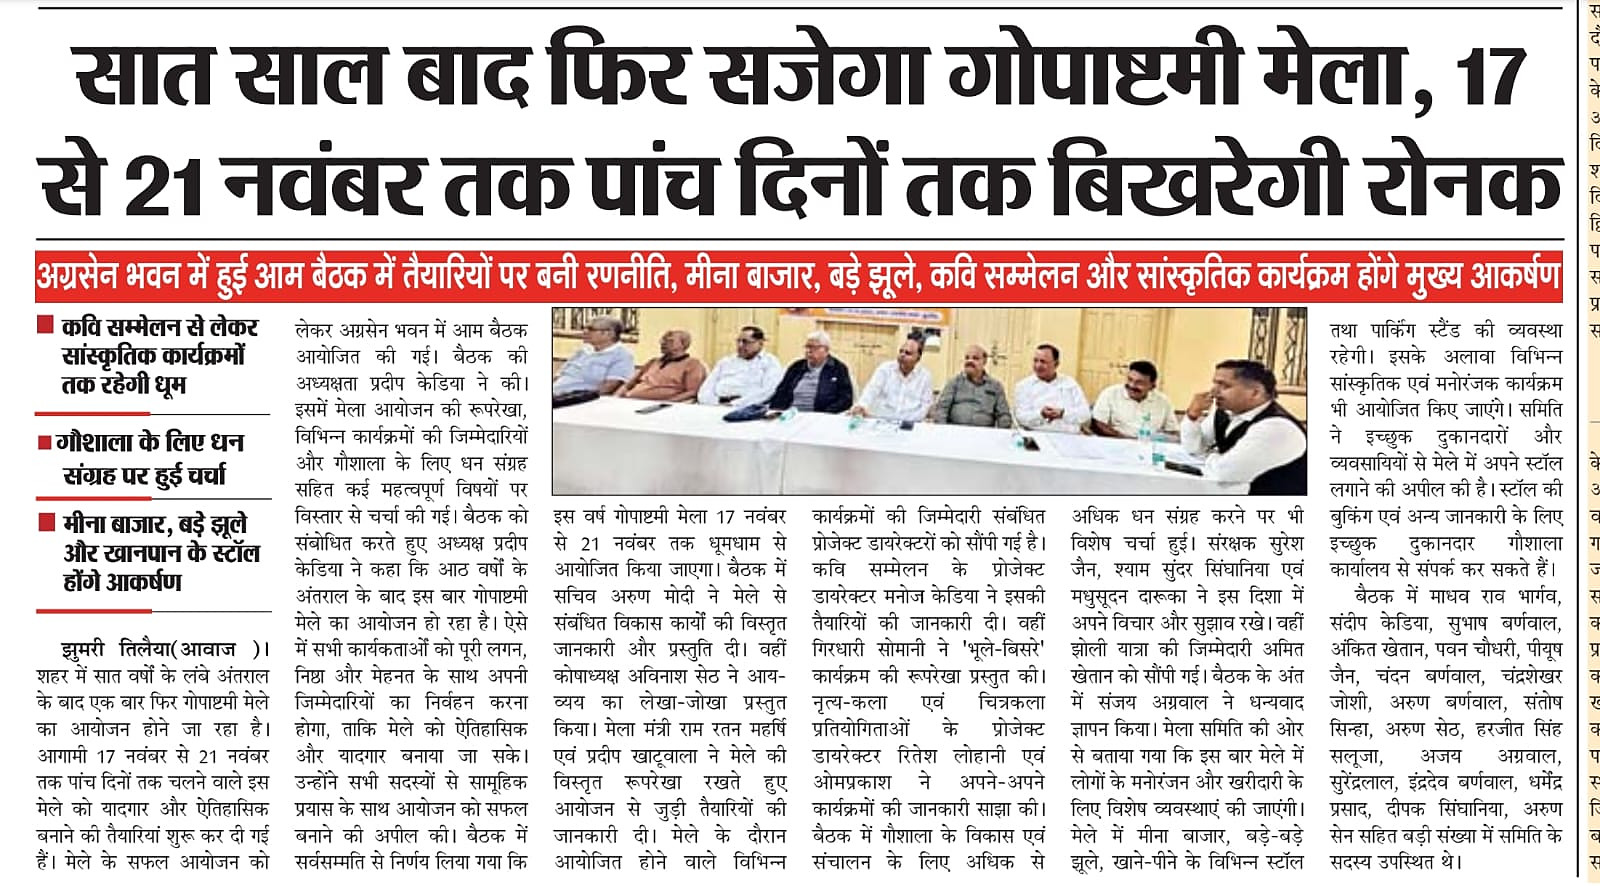 सात साल बाद फिर सजेगा गोपाष्टमी मेला, 17
से 21 नवंबर तक पांच दिनों तक बिखरेगी रोनक
अग्रसेन भवन में हुई आम बैठक में तैयारियों पर बनी रणनीति, मीना बाजार, बड़े झूले, कवि सम्मेलन और सांस्कृतिक कार्यक्रम होंगे मुख्य आकर्षण
कवि सम्मेलन से लेकर
सांस्कृतिक कार्यक्रमों
तक रहेगी धूम
गौशाला के लिए धन
संग्रह पर हुई चर्चा
मीना बाजार, बड़े झूले
और खानपान के स्टॉल
होंगे आकर्षण
झुमरी तिलैया(आवाज )।
शहर में सात वर्षों के लंबे अंतराल
के बाद एक बार फिर गोपाष्टमी मेले
का आयोजन होने जा रहा है।
आगामी 17 नवंबर से 21 नवंबर
तक पांच दिनों तक चलने वाले इस
मेले को यादगार और ऐतिहासिक
बनाने की तैयारियां शुरू कर दी गई
हैं। मेले के सफल आयोजन को
लेकर अग्रसेन भवन में आम बैठक
आयोजित की गई। बैठक की
अध्यक्षता प्रदीप केडिया ने की।
इसमें मेला आयोजन की रूपरेखा,
विभिन्न कार्यक्रमों की जिम्मेदारियों
और गौशाला के लिए धन संग्रह
सहित कई महत्वपूर्ण विषयों पर
विस्तार से चर्चा की गई। बैठक को
संबोधित करते हुए अध्यक्ष प्रदीप
केडिया ने कहा कि आठ वर्षों के
अंतराल के बाद इस बार गोपाष्टमी
मेले का आयोजन हो रहा है। ऐसे
में सभी कार्यकताओं को पूरी लगन,
निष्ठा और मेहनत के साथ अपनी
जिम्मेदारियों का निर्वहन करना
होगा, ताकि मेले को ऐतिहासिक
और यादगार बनाया जा सके।
उन्होंने सभी सदस्यों से सामूहिक
प्रयास के साथ आयोजन को सफल
बनाने की अपील की। बैठक में
सर्वसम्मति से निर्णय लिया गया कि
इस वर्ष गोपाष्टमी मेला 17 नवंबर
से 21 नवंबर तक धूमधाम से
आयोजित किया जाएगा। बैठक में
सचिव अरुण मोदी ने मेले से
संबंधित विकास कार्यों की विस्तृत
जानकारी और प्रस्तुति दी। वहीं
कोषाध्यक्ष अविनाश सेठ ने आय-
व्यय का लेखा-जोखा प्रस्तुत
किया। मेला मंत्री राम रतन महर्षि
एवं प्रदीप खाटूवाला ने मेले की
विस्तृत रूपरेखा रखते हुए
आयोजन से जुड़ी तैयारियों की
जानकारी दी। मेले के दौरान
आयोजित होने वाले विभिन्न
कार्यक्रमों की जिम्मेदारी संबंधित
प्रोजेक्ट डायरेक्टरों को सौंपी गई है।
कवि सम्मेलन के प्रोजेक्ट
डायरेक्टर मनोज केडिया ने इसकी
तैयारियों की जानकारी दी। वहीं
गिरधारी सोमानी ने 'भूले-बिसरे'
कार्यक्रम की रूपरेखा प्रस्तुत की।
नृत्य-कला एवं चित्रकला
प्रतियोगिताओं के प्रोजेक्ट
डायरेक्टर रितेश लोहानी एवं
ओमप्रकाश ने अपने-अपने
कार्यक्रमों की जानकारी साझा की।
बैठक में गौशाला के विकास एवं
संचालन के लिए अधिक से
अधिक धन संग्रह करने पर भी
विशेष चर्चा हुई। संरक्षक सुरेश
जैन, श्याम सुंदर सिंघानिया एवं
मधुसूदन दारूका ने इस दिशा में
अपने विचार और सुझाव रखे। वहीं
झोली यात्रा की जिम्मेदारी अमित
खेतान को सौंपी गई। बैठक के अंत
में संजय अग्रवाल ने धन्यवाद
ज्ञापन किया। मेला समिति की ओर
से बताया गया कि इस बार मेले में
लोगों के मनोरंजन और खरीदारी के
लिए विशेष व्यवस्थाएं की जाएंगी।
मेले में मीना बाजार, बड़े-बड़े
झूले, खाने-पीने के विभिन्न स्टॉल
तथा पार्किंग स्टैंड की व्यवस्था
रहेगी। इसके अलावा विभिन्न
सांस्कृतिक एवं मनोरंजक कार्यक्रम
भी आयोजित किए जाएंगे। समिति
ने इच्छुक दुकानदारों और
व्यवसायियों से मेले में अपने स्टॉल
लगाने की अपील की है। स्टॉल की
बुकिंग एवं अन्य जानकारी के लिए
इच्छुक दुकानदार गौशाला
कार्यालय से संपर्क कर सकते हैं।
बैठक में माधव राव भार्गव,
संदीप केडिया, सुभाष बर्णवाल,
अंकित खेतान, पवन चौधरी, पीयूष
जैन, चंदन बर्णवाल, चंद्रशेखर
जोशी, अरुण बर्णवाल, संतोष
सिन्हा, अरुण सेठ, हरजीत सिंह
सलूजा, अजय अग्रवाल,
सुरेंद्रलाल, इंद्रदेव बर्णवाल, धर्मेंद्र
प्रसाद, दीपक सिंघानिया, अरुण
सेन सहित बड़ी संख्या में समिति के
सदस्य उपस्थित थे।